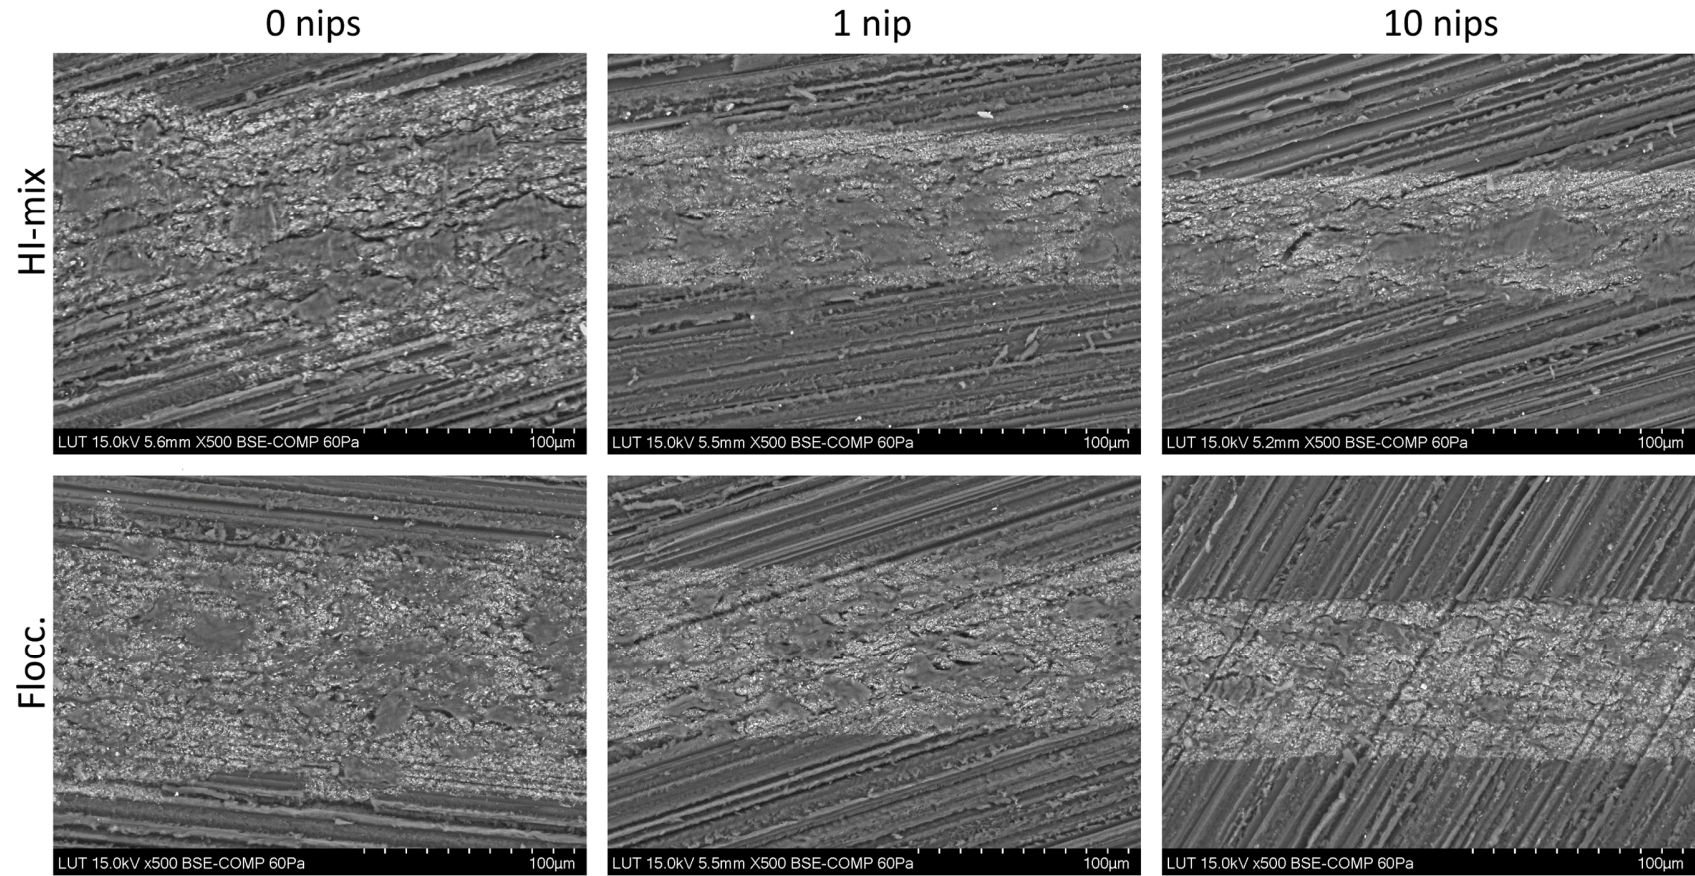 0 nips
1 nip
10 nips
HI-mix
LUT 15.0kV 5.6mm X500 BSE-COMP 60Pa
100µm
LUT 15.0kV 5.5mm X500 BSE-COMP 60Pa
100µm
LUT 15.0kV 5.2mm X500 BSE-COMP 60Pa
100µm
Flocc.
LUT 15.0kV x500 BSE-COMP 60Pa
100µm
LUT 15.0kV 5.5mm X500 BSE-COMP 60Pa
100µm
LUT 15.0kV x500 BSE-COMP 60Pa
100µm